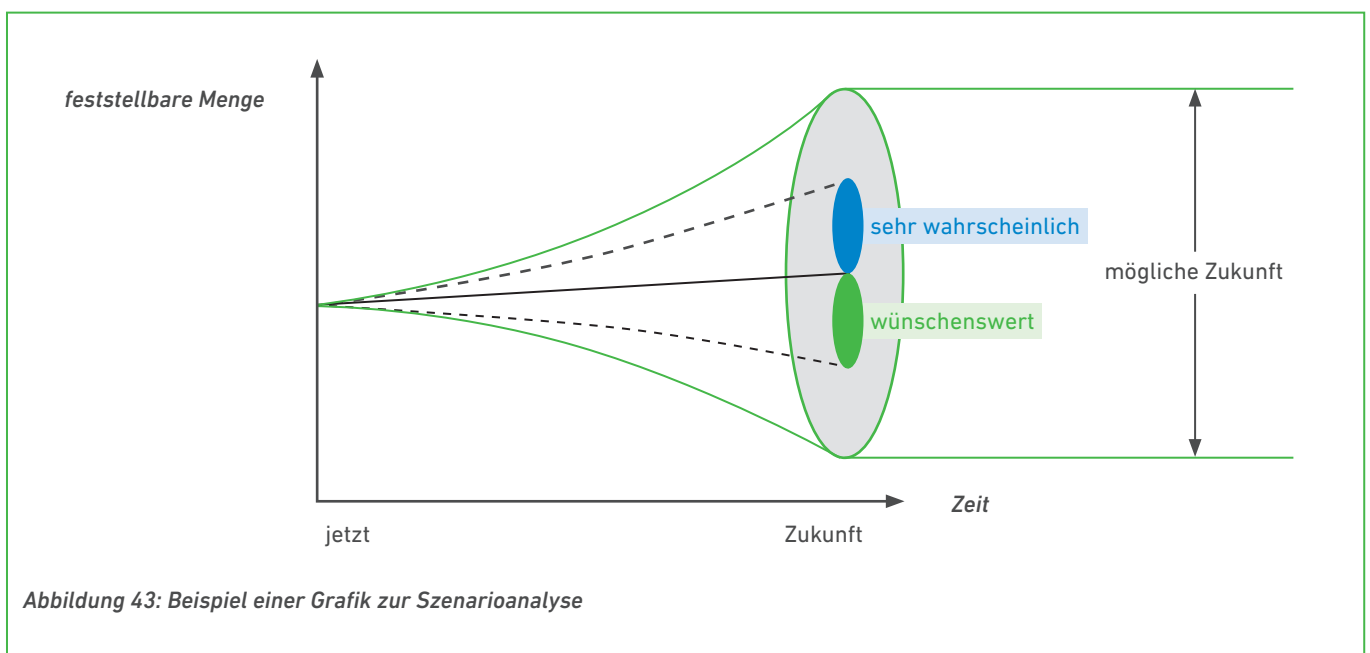 feststellbare Menge
sehr wahrscheinlich
mögliche Zukunft
wünschenswert
Zeit
jetzt
Zukunft
Abbildung 43: Beispiel einer Grafik zur Szenarioanalyse